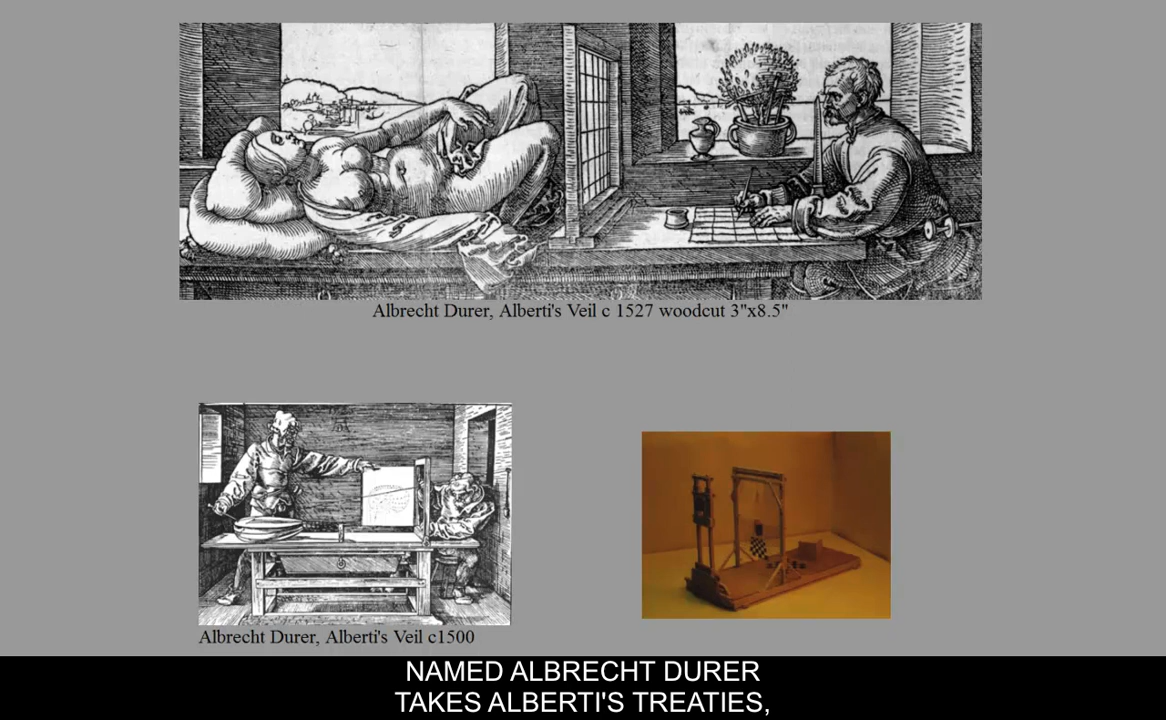 Albrecht Durer, Alberti's Veil c 1527 woodcut 3"x8.5"
Albrecht Durer, Alberti's Veil c1500
NAMED ALBRECHT DURER
TAKES ALBERTI'S TREATIES,